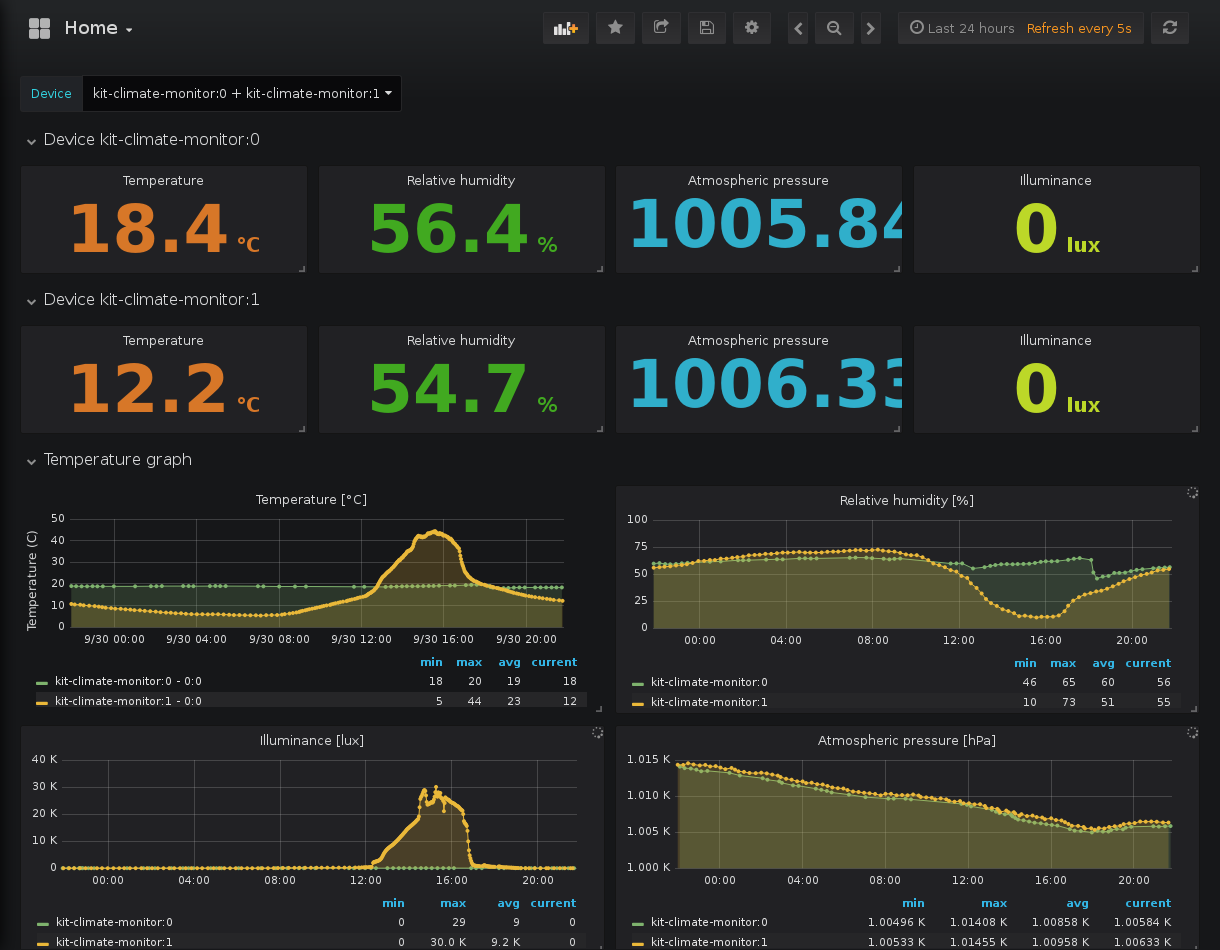 Home
Last 24 hours Refresh every 5s
Device kit-climate-monitor:0 + kit-climate-monitor:1
Device kit-climate-monitor:0
Temperature Relative humidity Atmospheric pressure Illuminance
18.4 °C 56.4 % 1005.84 0 lux
Device kit-climate-monitor:1
Temperature Relative humidity Atmospheric pressure Illuminance
12.2 °C 54.7 % 1006.33 0 lux
Temperature graph
Temperature [°C]
Temperature (C)
50
40
30
20
10
0
9/30 00:00 9/30 04:00 9/30 08:00 9/30 12:00 9/30 16:00 9/30 20:00
min max avg current
kit-climate-monitor:0 - 0:0 18 20 19 18
kit-climate-monitor:1 - 0:0 5 44 23 12
Relative humidity [%]
100
75
50
25
0
00:00 04:00 08:00 12:00 16:00 20:00
min max avg current
kit-climate-monitor:0 46 65 60 56
kit-climate-monitor:1 10 73 51 55
Illuminance [lux]
40 K
30 K
20 K
10 K
0
00:00 04:00 08:00 12:00 16:00 20:00
min max avg current
kit-climate-monitor:0 0 29 9 0
kit-climate-monitor:1 0 30.0 K 9.2 K 0
Atmospheric pressure [hPa]
1.015 K
1.010 K
1.005 K
1.000 K
00:00 04:00 08:00 12:00 16:00 20:00
min max avg current
kit-climate-monitor:0 1.00496 K 1.01408 K 1.00858 K 1.00584 K
kit-climate-monitor:1 1.00533 K 1.01455 K 1.00958 K 1.00633 K